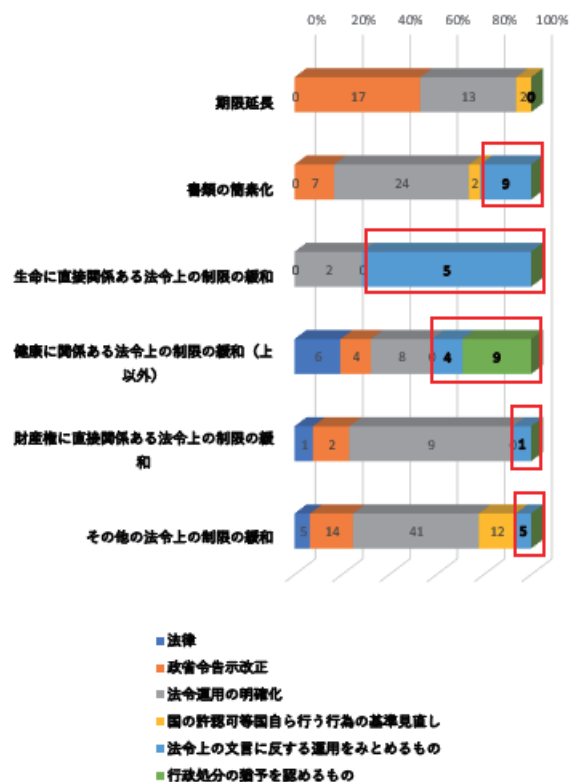 0% 20% 40% 60% 80% 100%
期限延長
0 17 13 2 0
書類の簡素化
0 7 24 2 9
生命に直接関係ある法令上の制限の緩和
0 2 0 5
健康に関係ある法令上の制限の緩和（上
以外）
6 4 8 0 4 9
財産権に直接関係ある法令上の制限の緩
和
1 2 9 0 1
その他の法令上の制限の緩和
5 14 41 12 5
法律
政省令告示改正
法令運用の明確化
国の許認可等国自ら行う行為の基準見直し
法令上の文言に反する運用をみとめるもの
行政処分の猶予を認めるもの